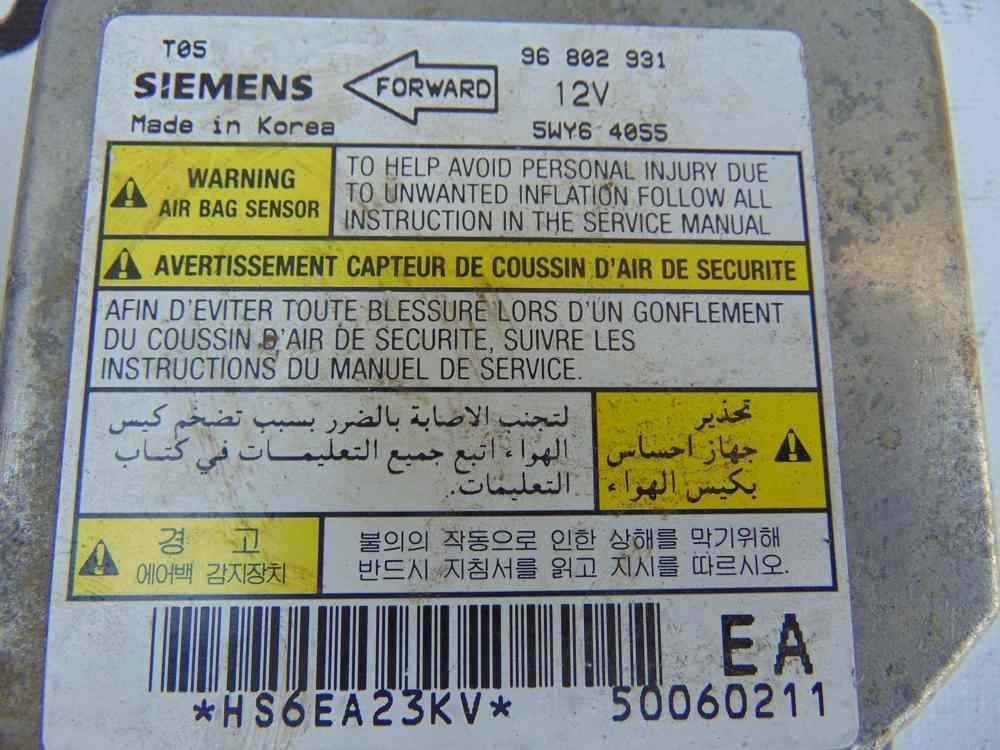 T05
96 802 931
SIEMENS
FORWARD
12V
Made in Korea
5WY6 4055
WARNING
AIR BAG SENSOR
TO HELP AVOID PERSONAL INJURY DUE
TO UNWANTED INFLATION FOLLOW ALL
INSTRUCTION IN THE SERVICE MANUAL
AVERTISSEMENT CAPTEUR DE COUSSIN D'AIR DE SECURITE
AFIN D'EVITER TOUTE BLESSURE LORS D'UN GONFLEMENT
DU COUSSIN D'AIR DE SECURITE, SUIVRE LES
INSTRUCTIONS DU MANUEL DE SERVICE.
تحذير
جهاز احساس
بكيس الهواء
لتجنب الاصابة بالضرر بسبب تضخم كيس
الهواء اتبع جميع التعليمـــات في كتـاب
التعليمات.
경 고
에어백 감지장치
불의의 작동으로 인한 상해를 막기위해
반드시 지침서를 읽고 지시를 따르시오.
EA
*HS6EA23KV*
50060211